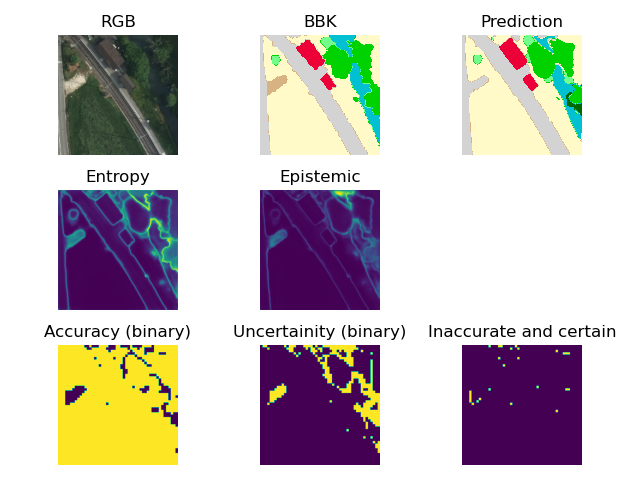 RGB
BBK
Prediction
Entropy
Epistemic
Accuracy (binary)
Uncertainity (binary)
Inaccurate and certain